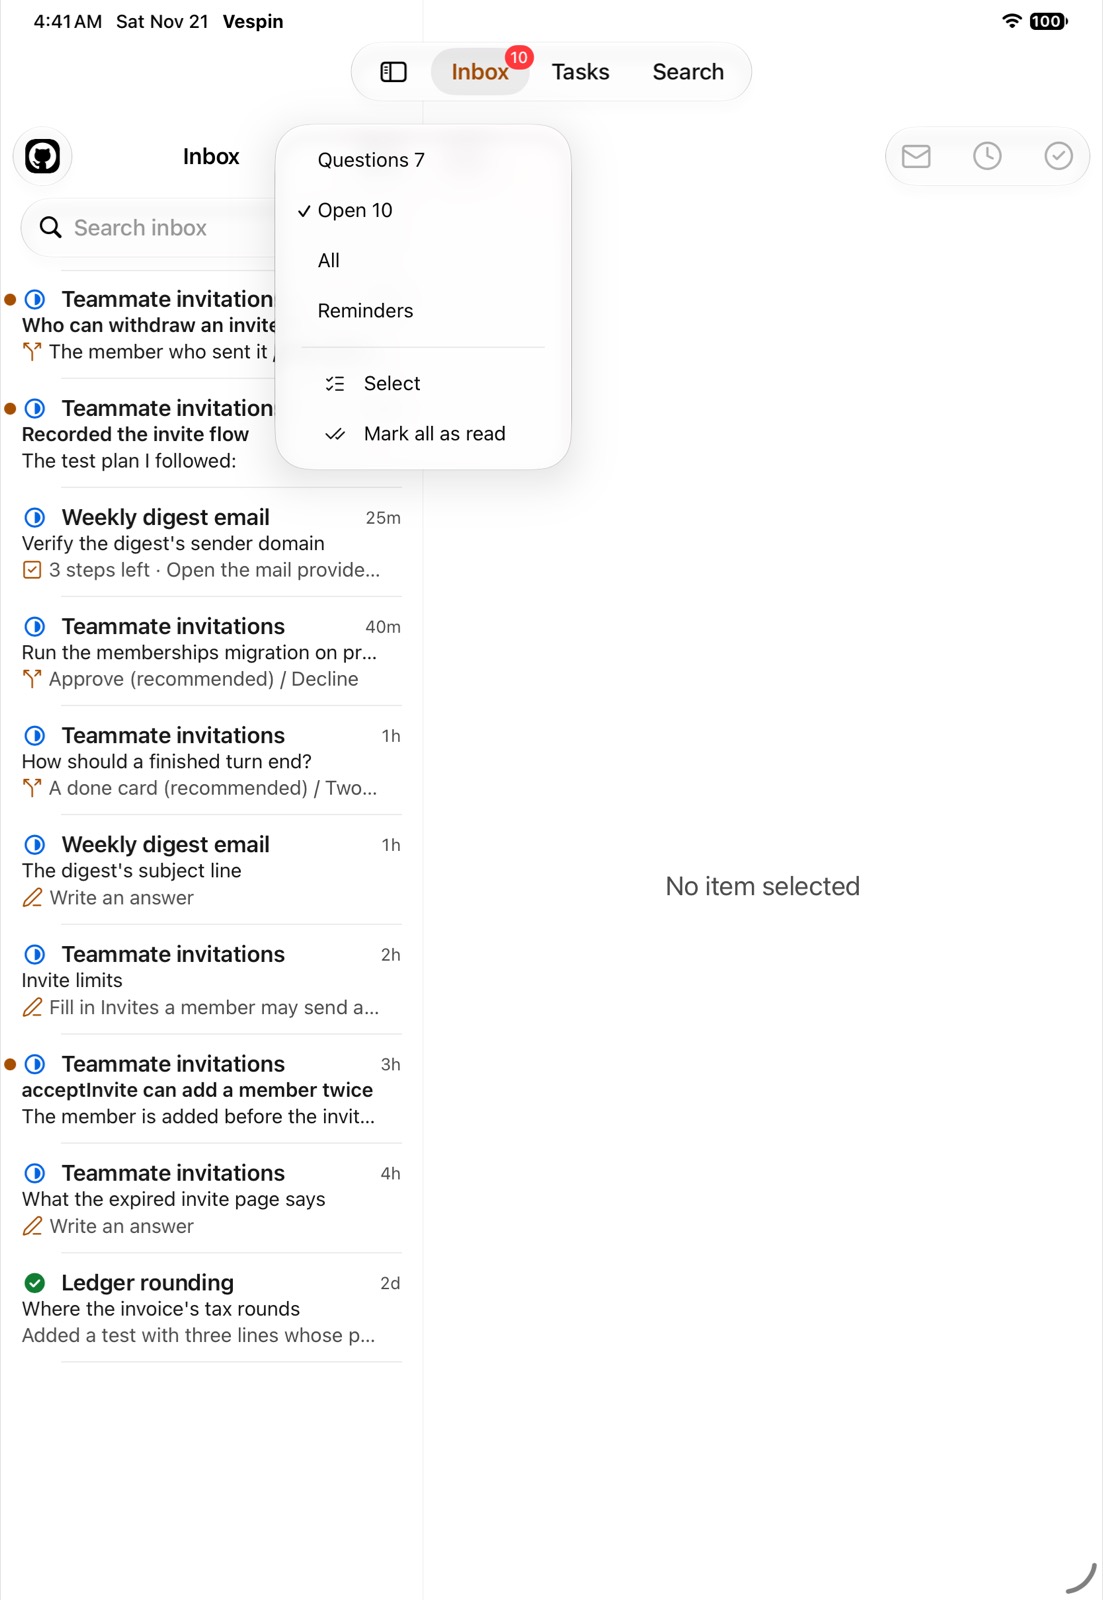 4:41 AM Sat Nov 21 Vespin
100
Inbox 10 Tasks Search
Inbox
Search inbox
Questions 7
Open 10
All
Reminders
Select
Mark all as read
Teammate invitation
Who can withdraw an invite
The member who sent it
Teammate invitation
Recorded the invite flow
The test plan I followed:
Weekly digest email 25m
Verify the digest's sender domain
3 steps left · Open the mail provide...
Teammate invitations 40m
Run the memberships migration on pr...
Approve (recommended) / Decline
Teammate invitations 1h
How should a finished turn end?
A done card (recommended) / Two...
Weekly digest email 1h
The digest's subject line
Write an answer
Teammate invitations 2h
Invite limits
Fill in Invites a member may send a...
Teammate invitations 3h
acceptInvite can add a member twice
The member is added before the invit...
Teammate invitations 4h
What the expired invite page says
Write an answer
Ledger rounding 2d
Where the invoice's tax rounds
Added a test with three lines whose p...
No item selected